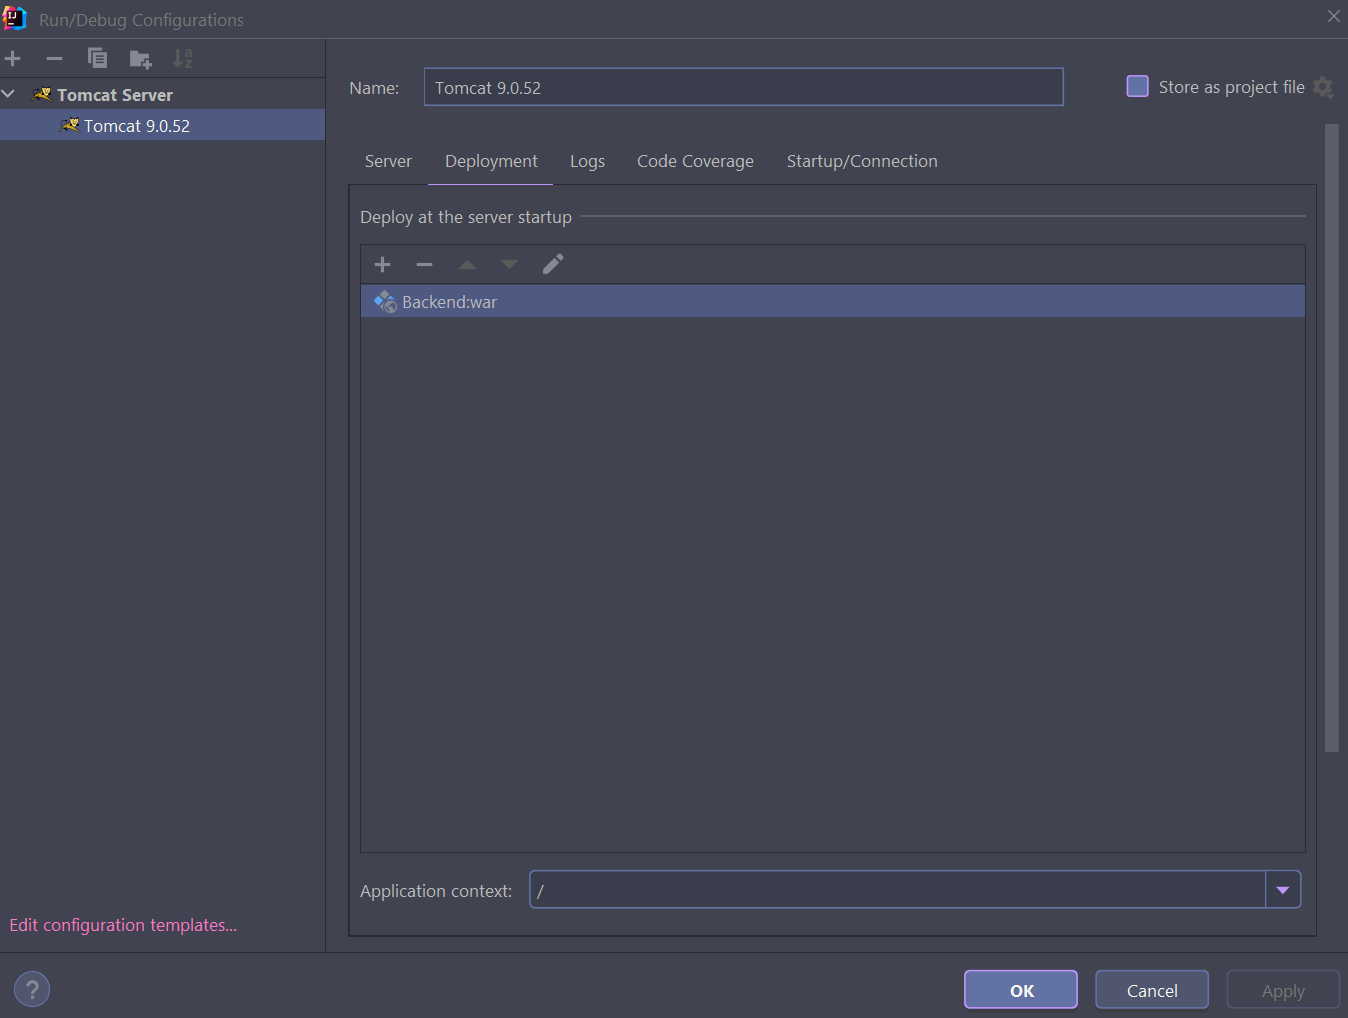 Run/Debug Configurations
Tomcat Server
Tomcat 9.0.52
Edit configuration templates...
Name: Tomcat 9.0.52
Store as project file
Server Deployment Logs Code Coverage Startup/Connection
Deploy at the server startup
Backend:war
Application context: /
? OK Cancel Apply